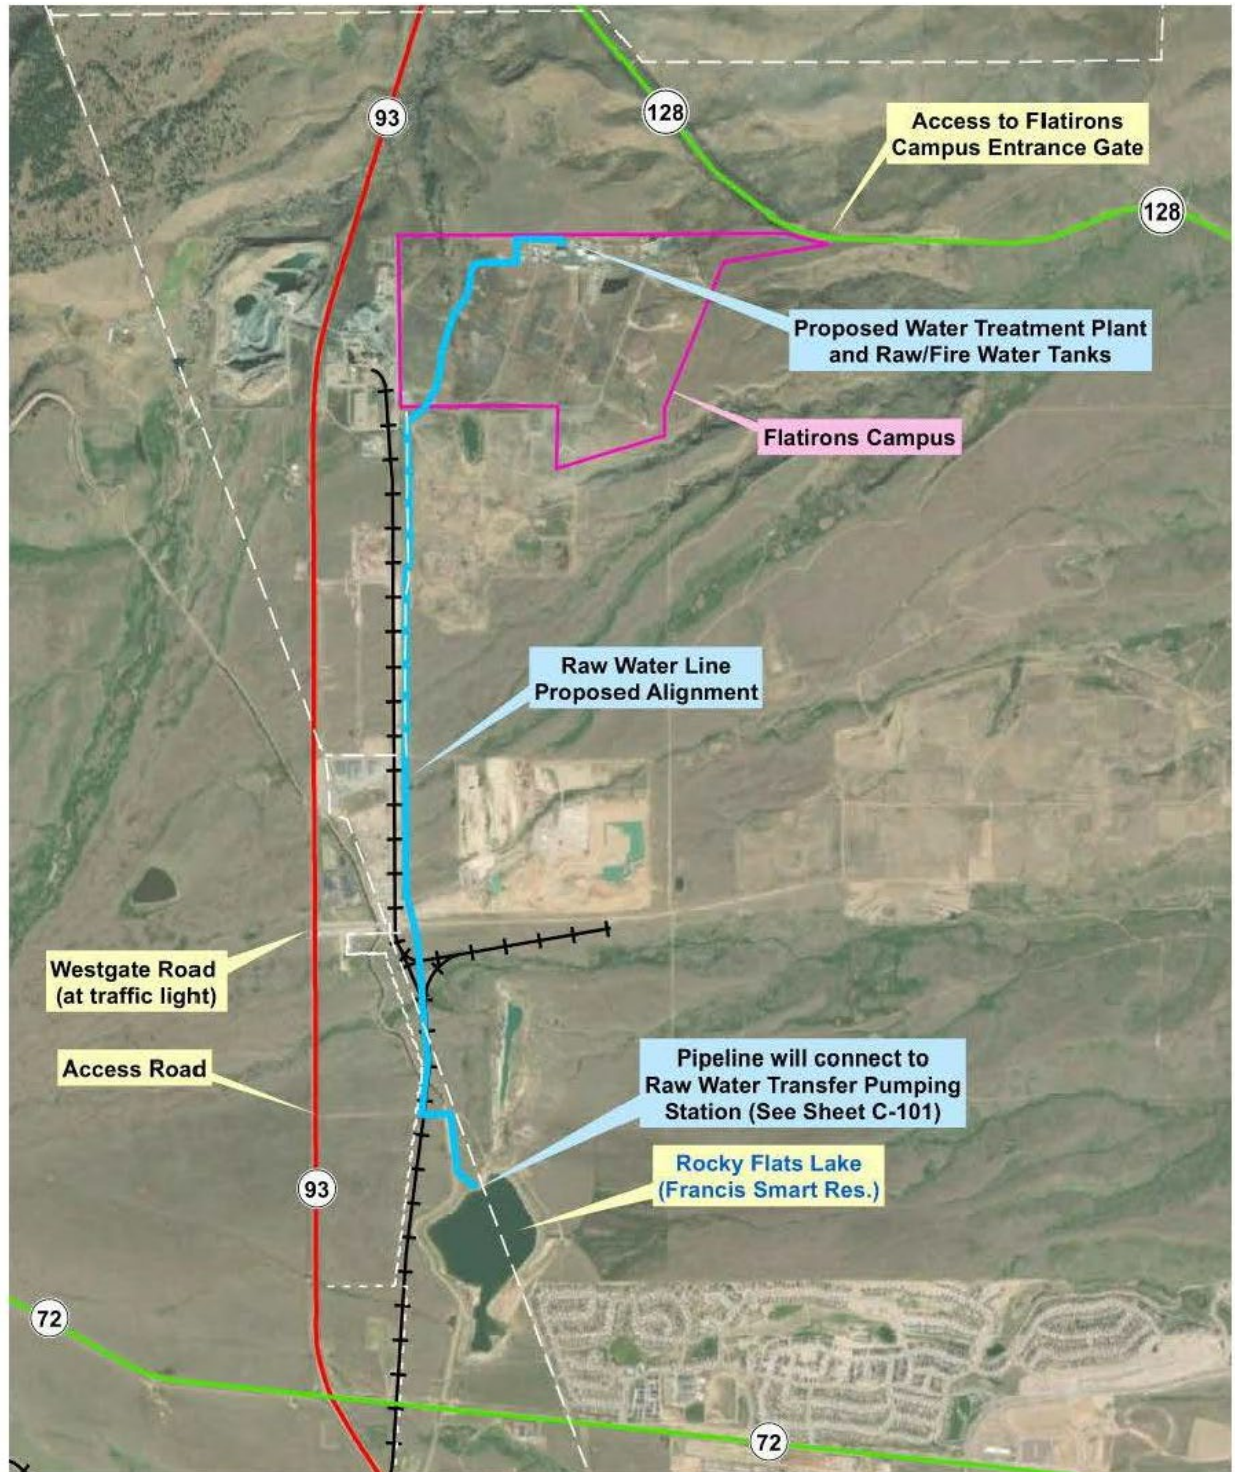 93
128
Access to Flatirons
Campus Entrance Gate
128
Proposed Water Treatment Plant
and Raw/Fire Water Tanks
Flatirons Campus
Raw Water Line
Proposed Alignment
Westgate Road
(at traffic light)
Access Road
Pipeline will connect to
Raw Water Transfer Pumping
Station (See Sheet C-101)
Rocky Flats Lake
(Francis Smart Res.)
93
72
72